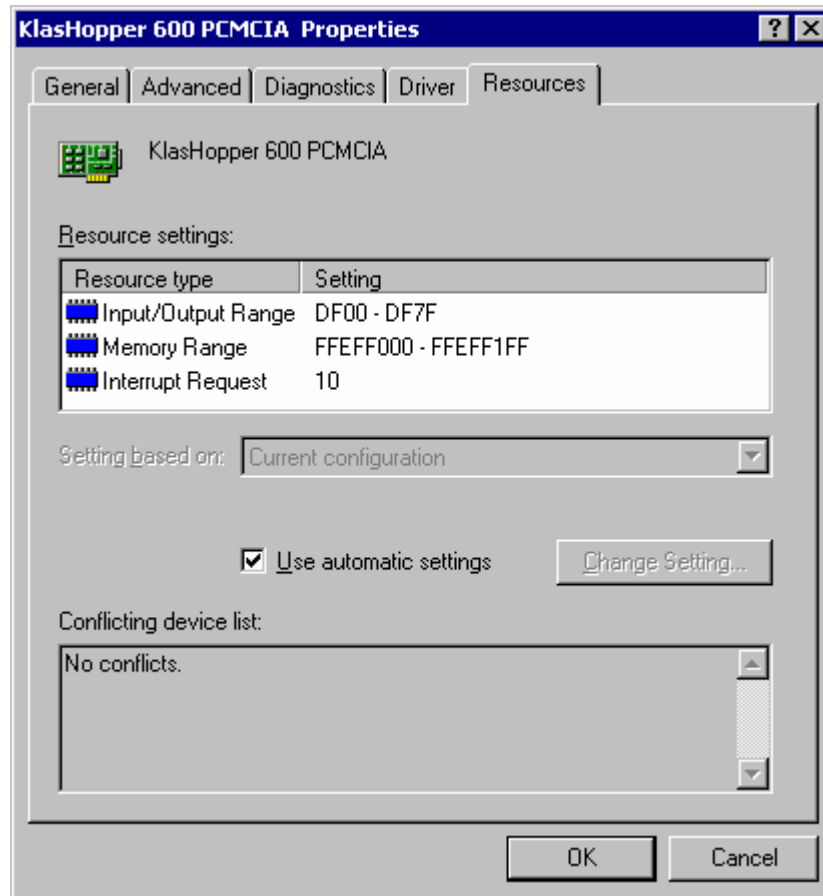 KlasHopper 600 PCMCIA Properties
General Advanced Diagnostics Driver Resources
KlasHopper 600 PCMCIA
Resource settings:
Resource type Setting
Input/Output Range DF00 - DF7F
Memory Range FFEFF000 - FFEFF1FF
Interrupt Request 10
Setting based on: Current configuration
Use automatic settings Change Setting...
Conflicting device list:
No conflicts.
OK Cancel